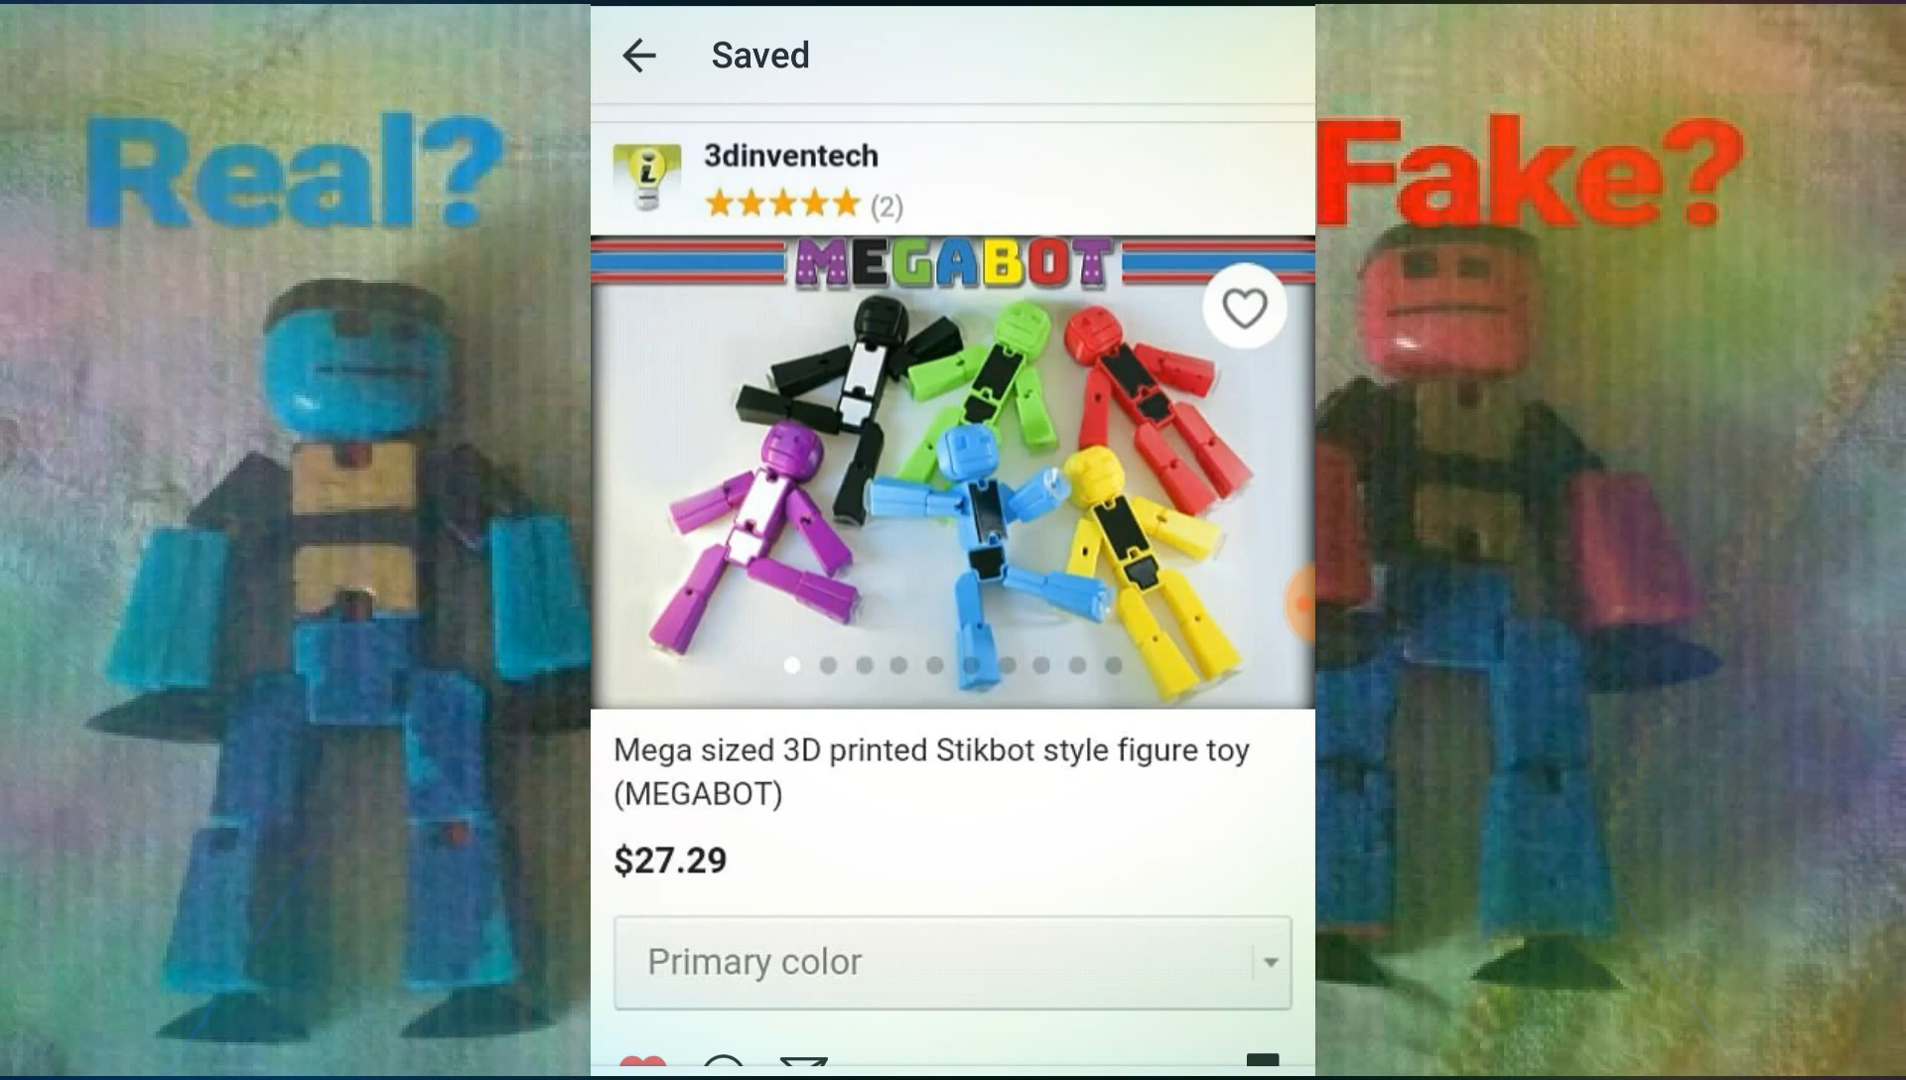 Real?
Saved
3dinventech
(2)
MEGABOT
Mega sized 3D printed Stikbot style figure toy
(MEGABOT)
$27.29
Primary color
Fake?